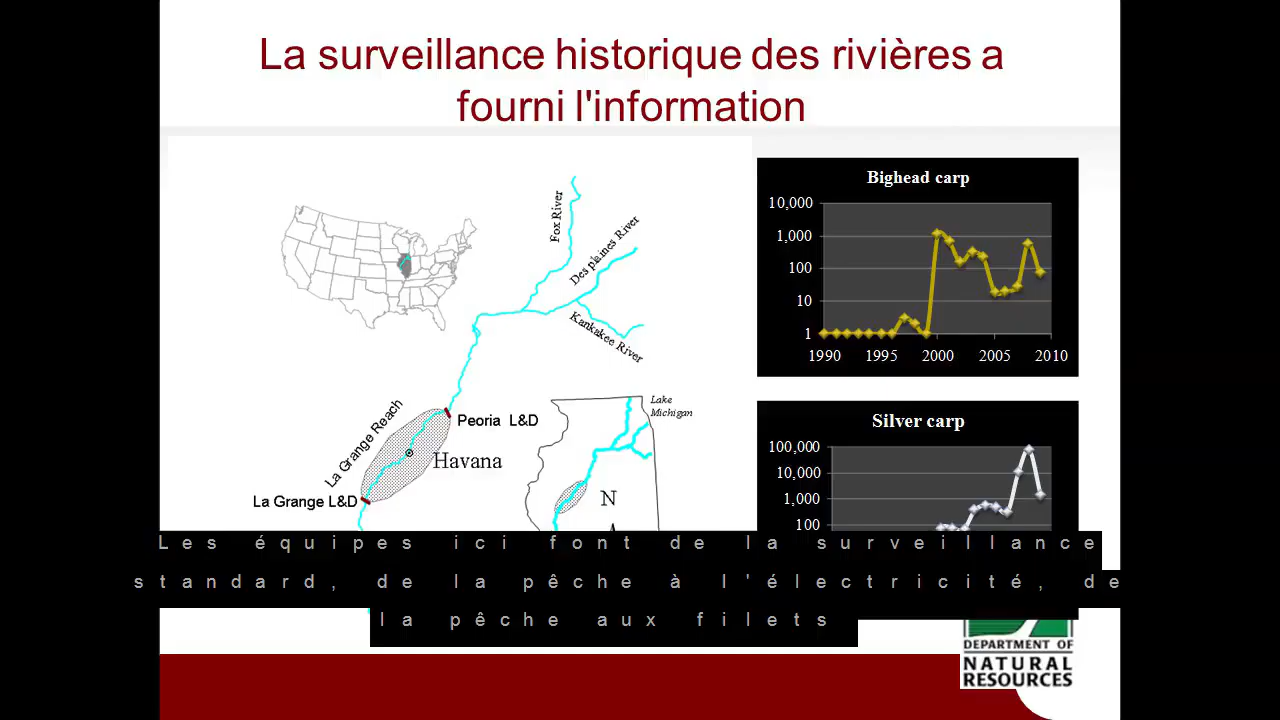 La surveillance historique des rivières a
fourni l'information
Fox River
Des plaines River
Kankakee River
Peoria L&D
La Grange Reach
Havana
La Grange L&D
Lake
Michigan
N
Bighead carp
10,000
1,000
100
10
1
1990 1995 2000 2005 2010
Silver carp
100,000
10,000
1,000
100
Les équipes ici font de la surveillance
standard, de la pêche à l'électricité, de
la pêche aux filets
DEPARTMENT OF
NATURAL
RESOURCES